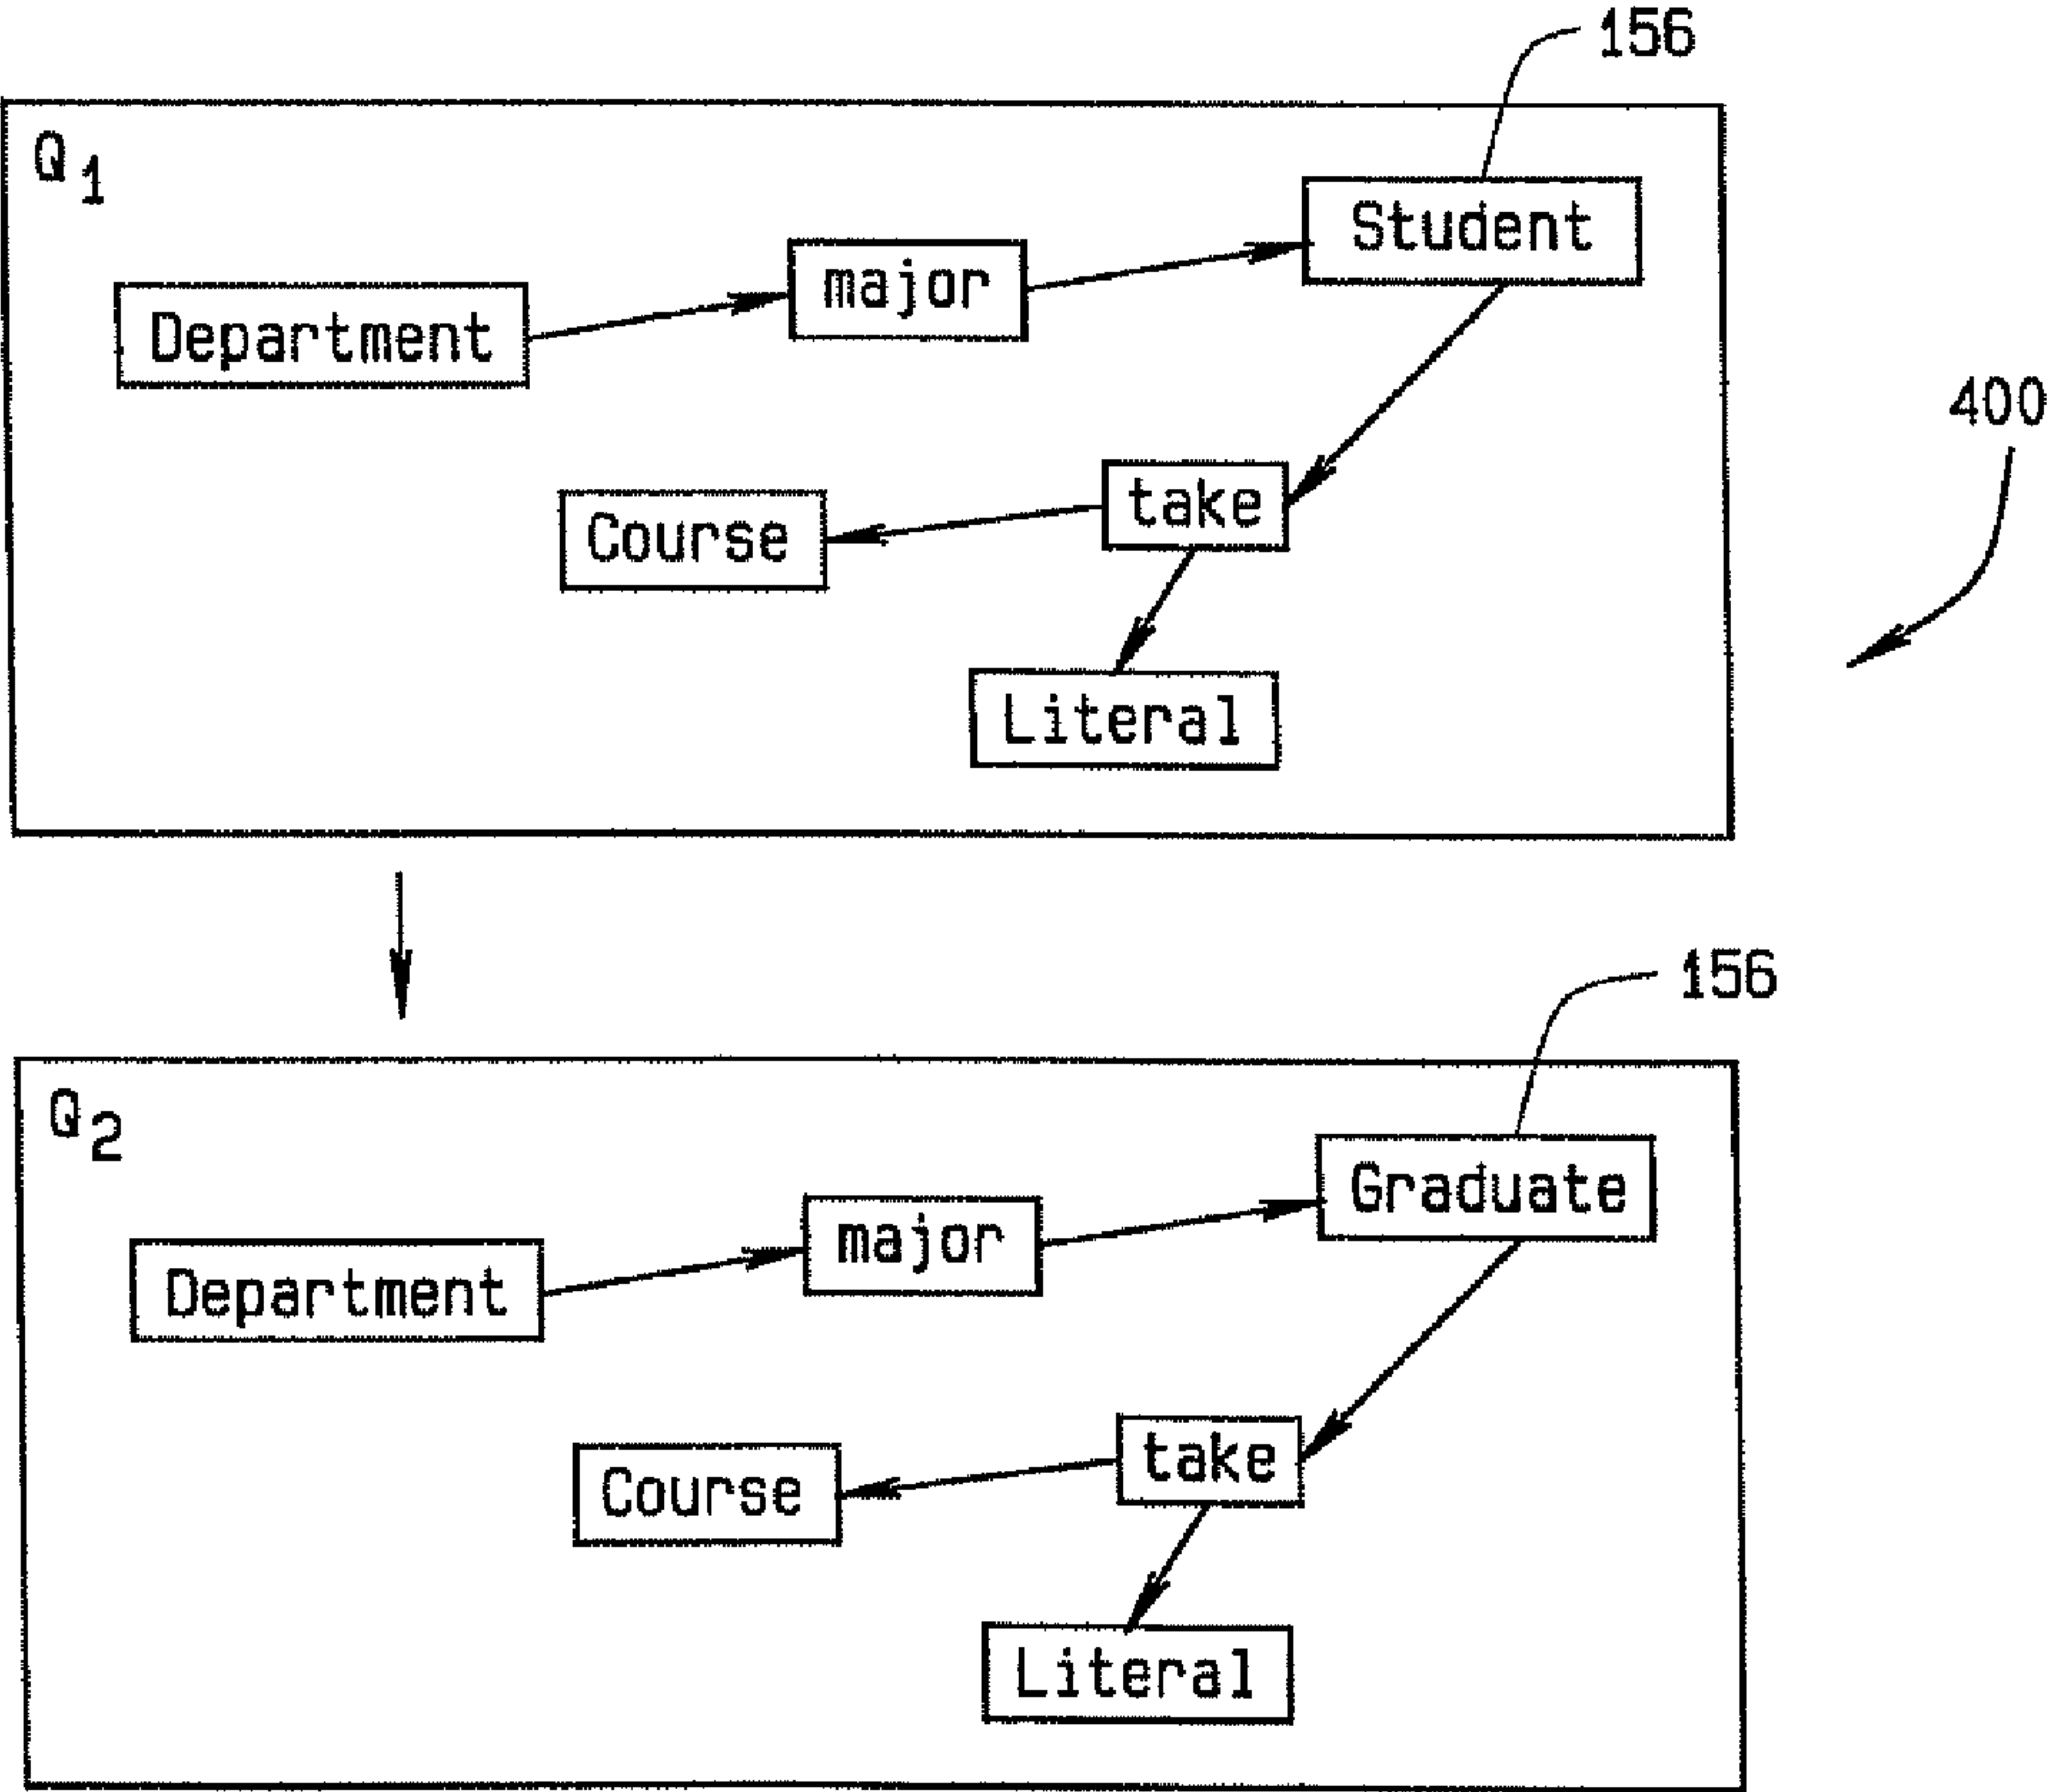 156
Q1
Student
major
Department
400
take
Course
Literal
156
Q2
Graduate
major
Department
take
Course
Literal